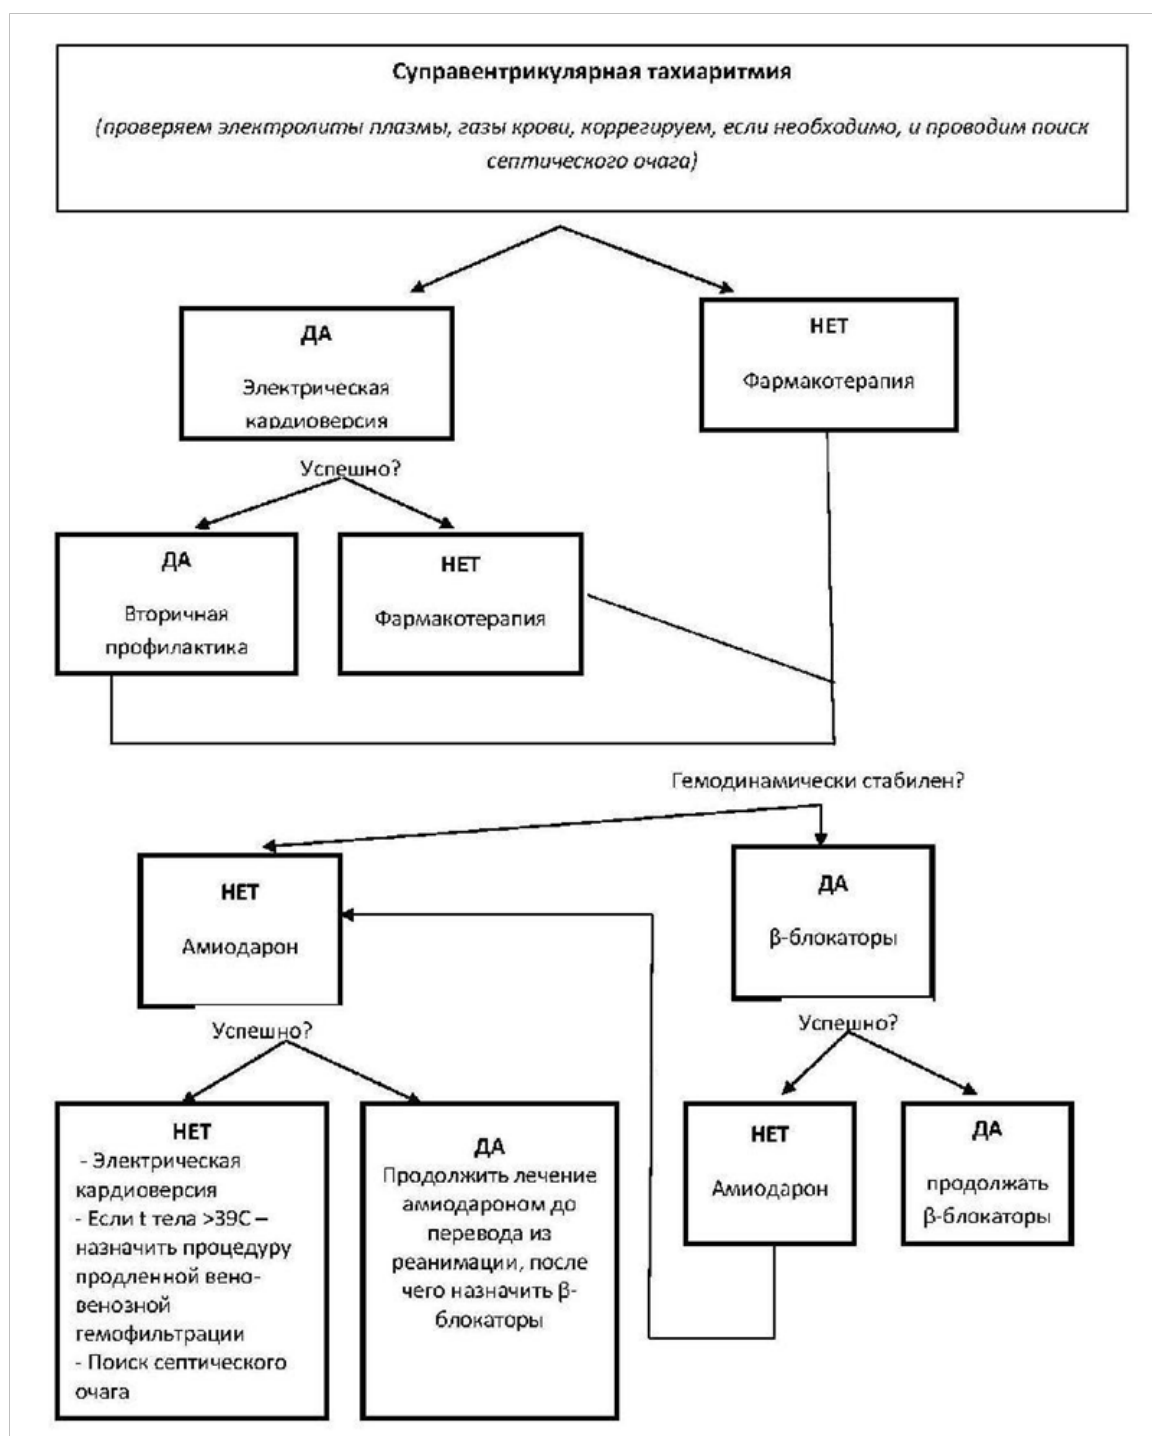 Суправентрикулярная тахиаритмия
(проверяем электролиты плазмы, газы крови, коррегируем, если необходимо, и проводим поиск
септического очага)
ДА
Электрическая
кардиоверсия
НЕТ
Фармакотерапия
Успешно?
ДА
Вторичная
профилактика
НЕТ
Фармакотерапия
Гемодинамически стабилен?
НЕТ
Амиодарон
ДА
β-блокаторы
Успешно?
Успешно?
НЕТ
- Электрическая
кардиоверсия
- Если t тела >39С –
назначить процедуру
продленной вено-
венозной
гемофильтрации
- Поиск септического
очага
ДА
Продолжить лечение
амиодароном до
перевода из
реанимации, после
чего назначить β-
блокаторы
НЕТ
Амиодарон
ДА
продолжать
β-блокаторы